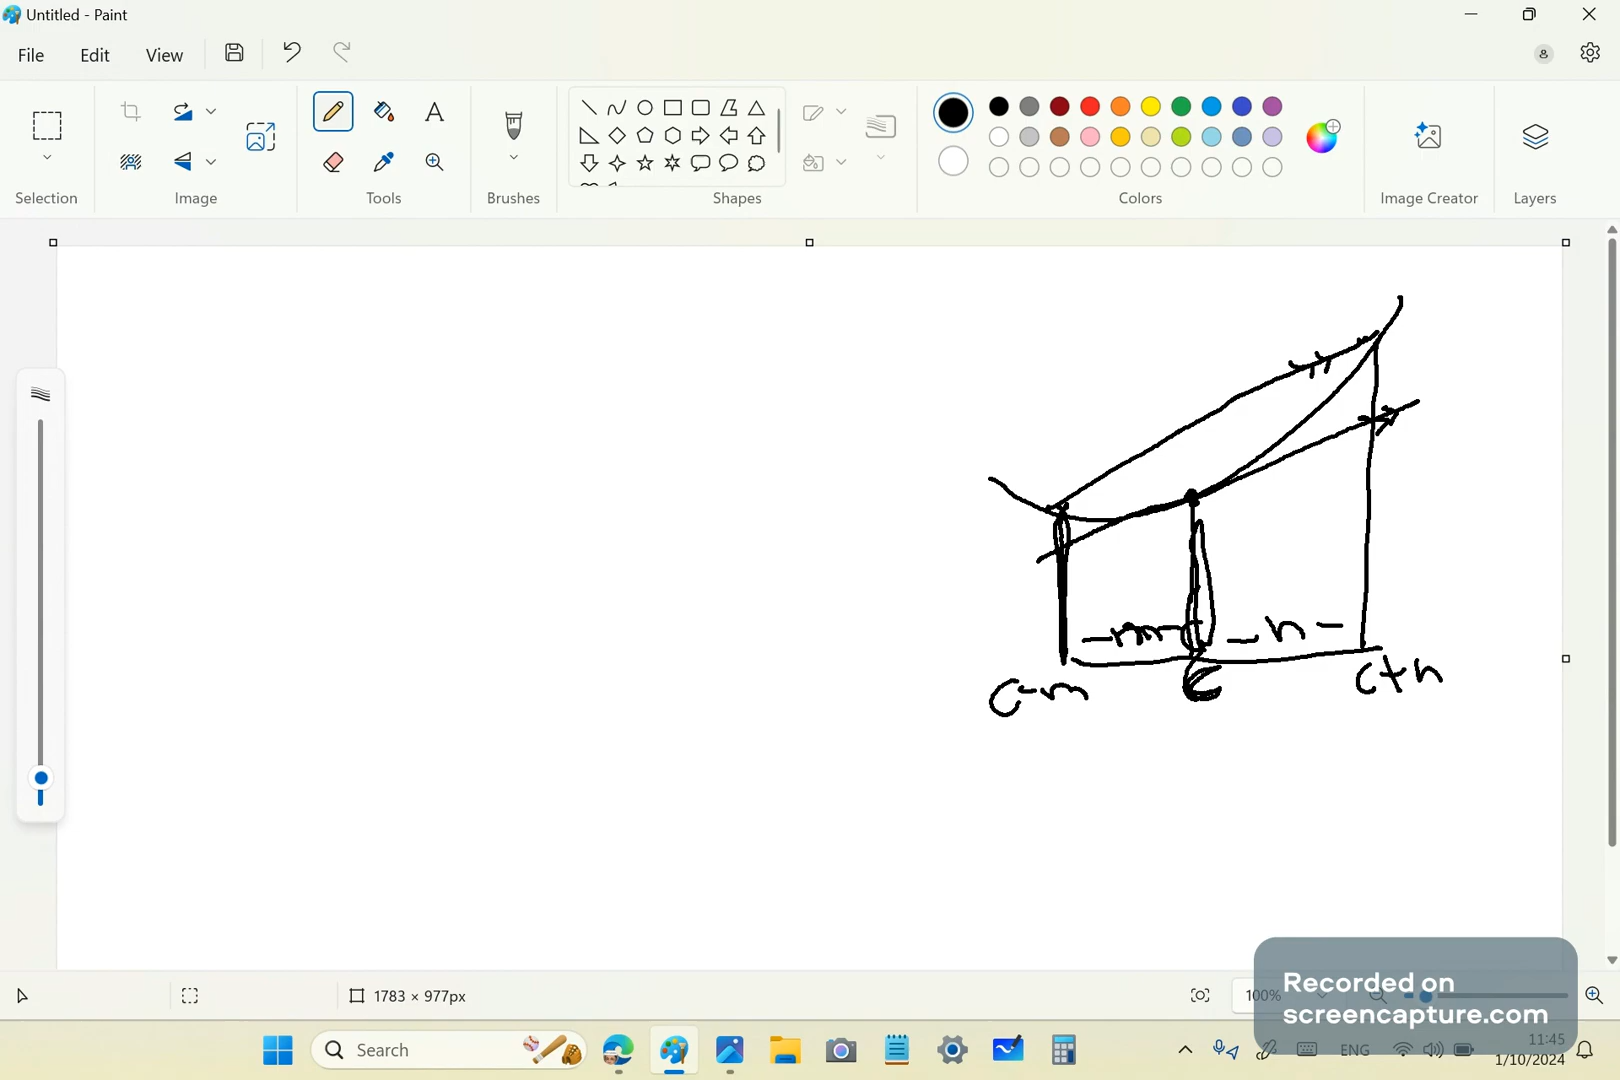 Untitled - Paint
File
Edit
View
Selection
Image
Tools
Brushes
Shapes
Colors
Image Creator
Layers
-m-
-n-
c-m
c
c+n
1783 × 977px
100%
Recorded on
screencapture.com
Search
ENG
11:45
1/10/2024